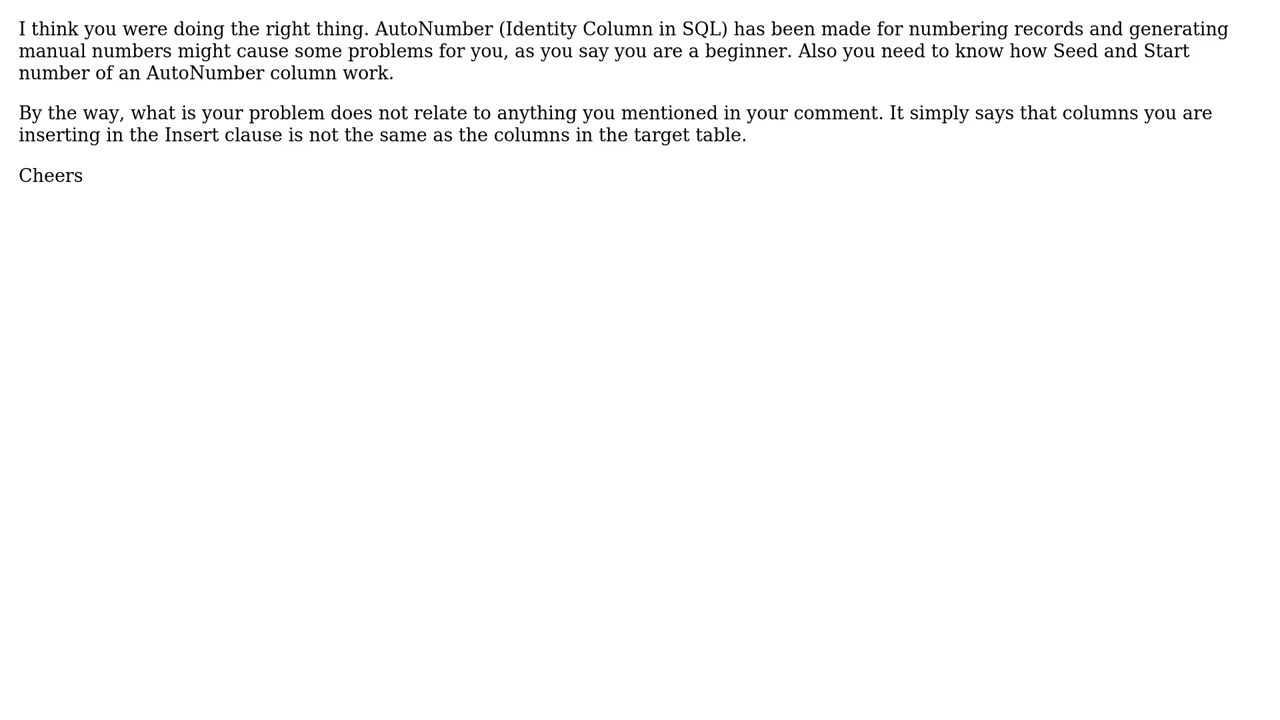 I think you were doing the right thing. AutoNumber (Identity Column in SQL) has been made for numbering records and generating
manual numbers might cause some problems for you, as you say you are a beginner. Also you need to know how Seed and Start
number of an AutoNumber column work.
By the way, what is your problem does not relate to anything you mentioned in your comment. It simply says that columns you are
inserting in the Insert clause is not the same as the columns in the target table.
Cheers